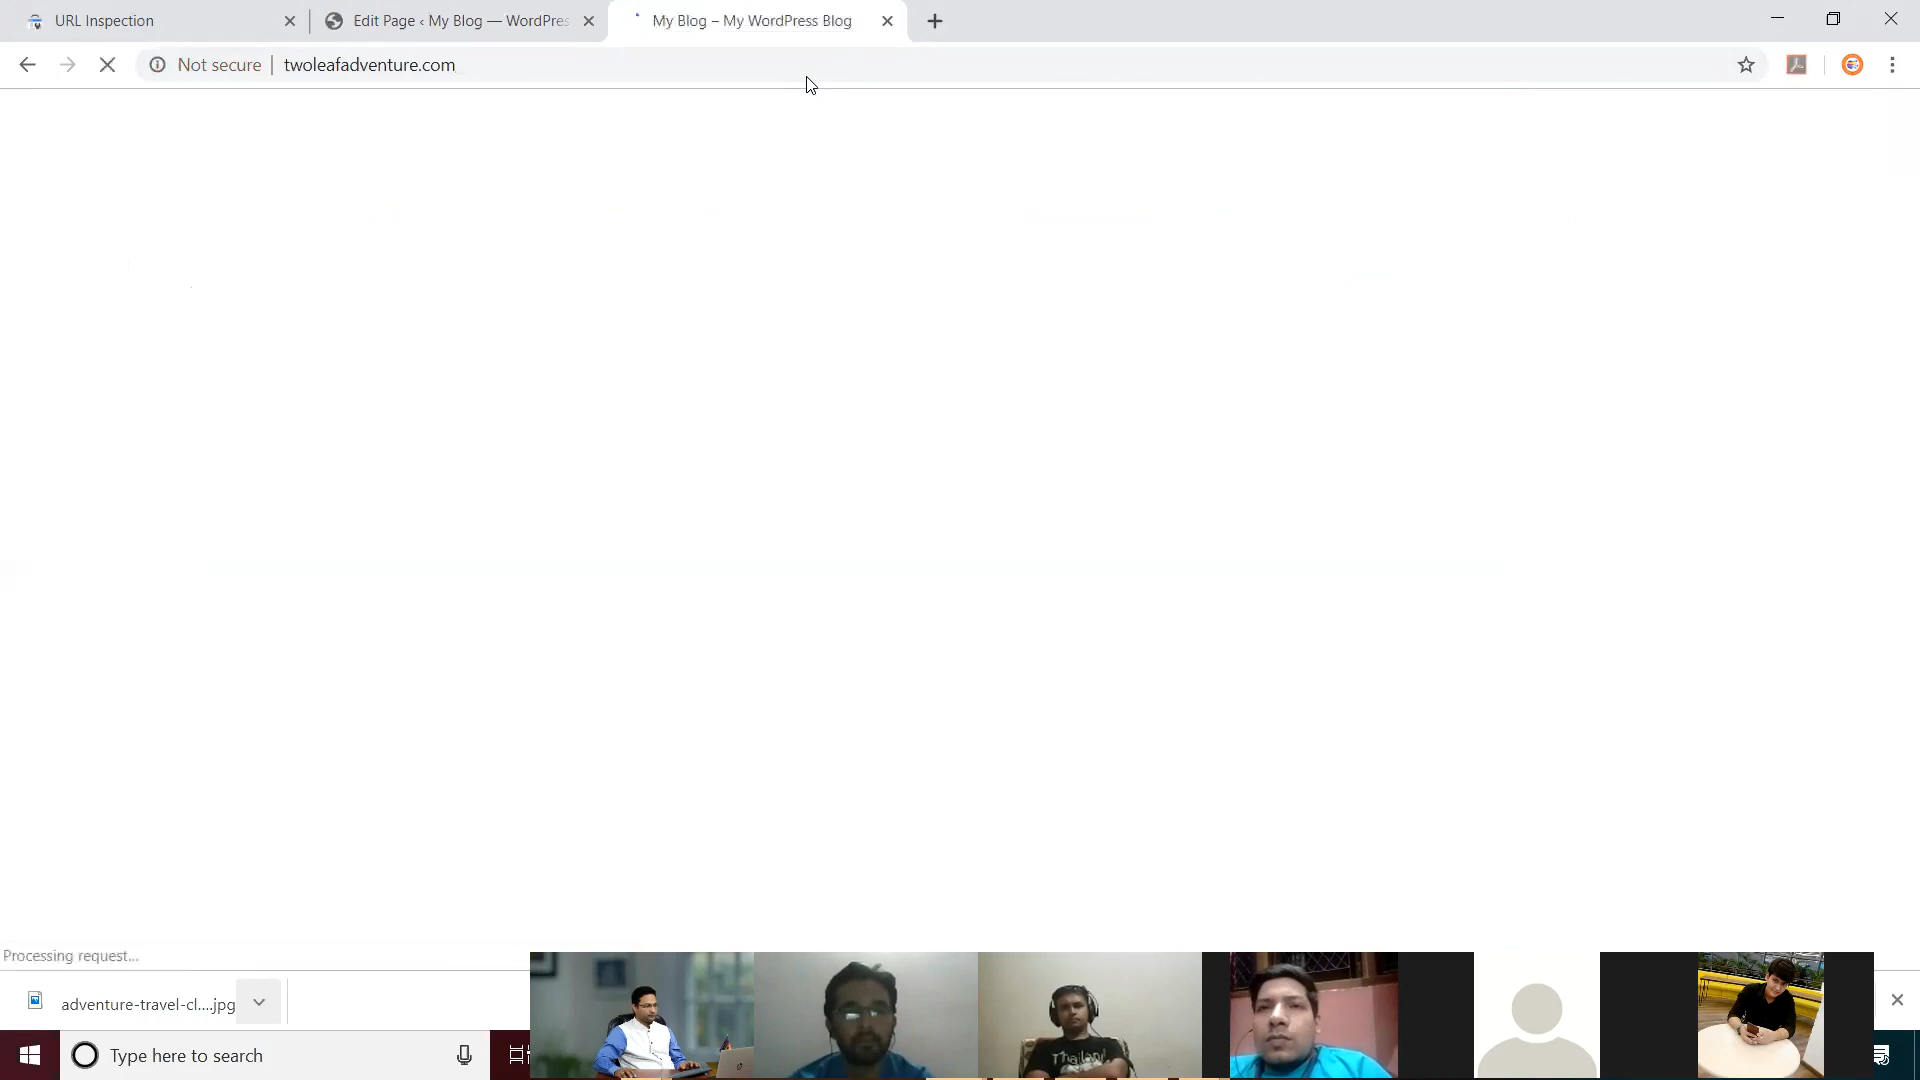 URL Inspection
Edit Page ‹ My Blog — WordPres
My Blog – My WordPress Blog
Not secure | twoleafadventure.com
Processing request...
adventure-travel-cl....jpg
Type here to search
Thailand